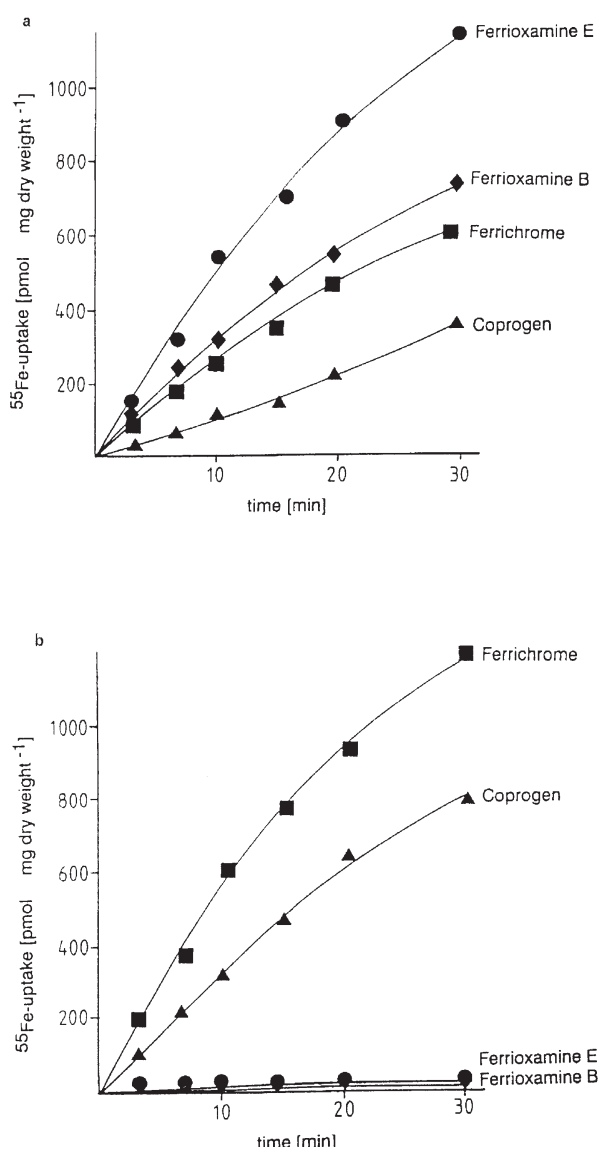 a
Ferrioxamine E
1000
800
Ferrioxamine B
600
Ferrichrome
400
Coprogen
200
55Fe-uptake [pmol mg dry weight -1]
10 20 30
time [min]
b
Ferrichrome
1000
800
Coprogen
600
400
200
55Fe-uptake [pmol mg dry weight -1]
Ferrioxamine E
Ferrioxamine B
10 20 30
time [min]